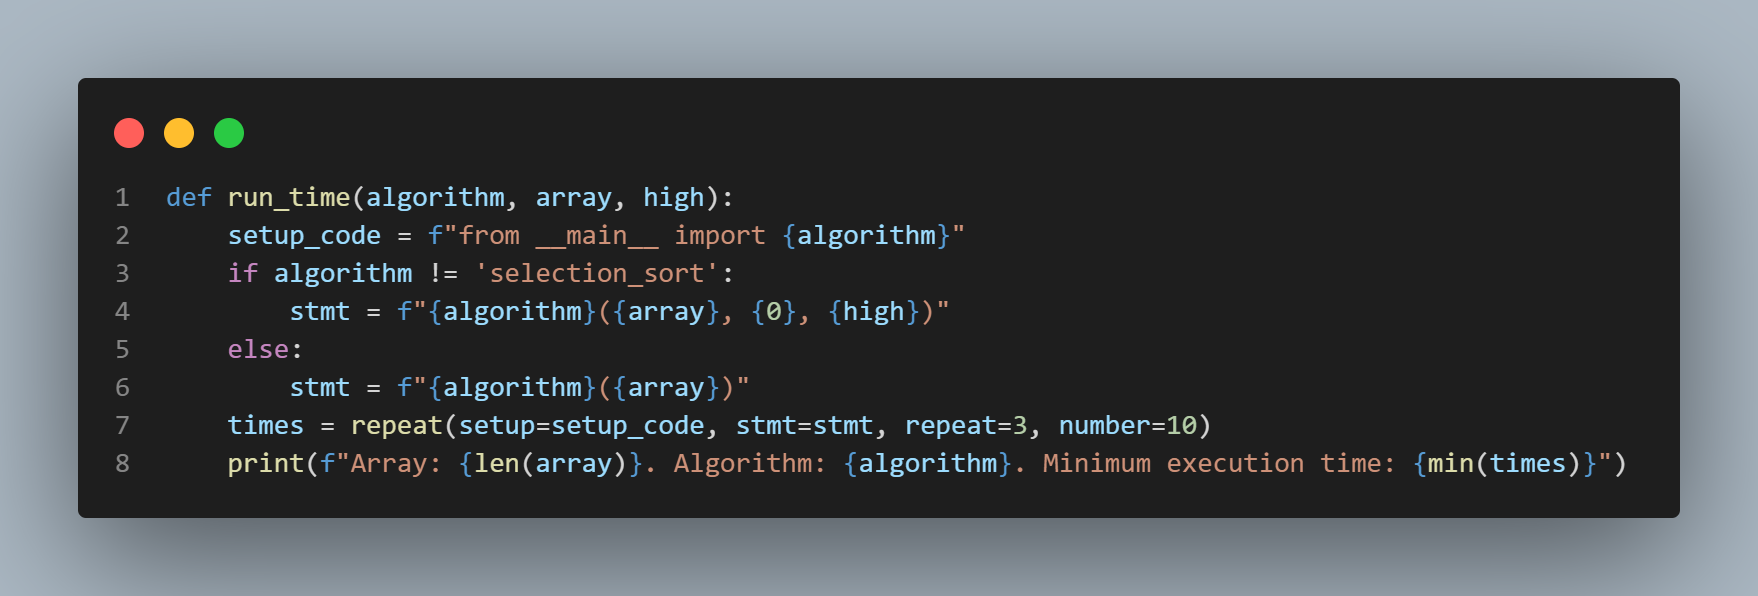 1 def run_time(algorithm, array, high):
2     setup_code = f"from __main__ import {algorithm}"
3     if algorithm != 'selection_sort':
4         stmt = f"{algorithm}({array}, {0}, {high})"
5     else:
6         stmt = f"{algorithm}({array})"
7     times = repeat(setup=setup_code, stmt=stmt, repeat=3, number=10)
8     print(f"Array: {len(array)}. Algorithm: {algorithm}. Minimum execution time: {min(times)}")